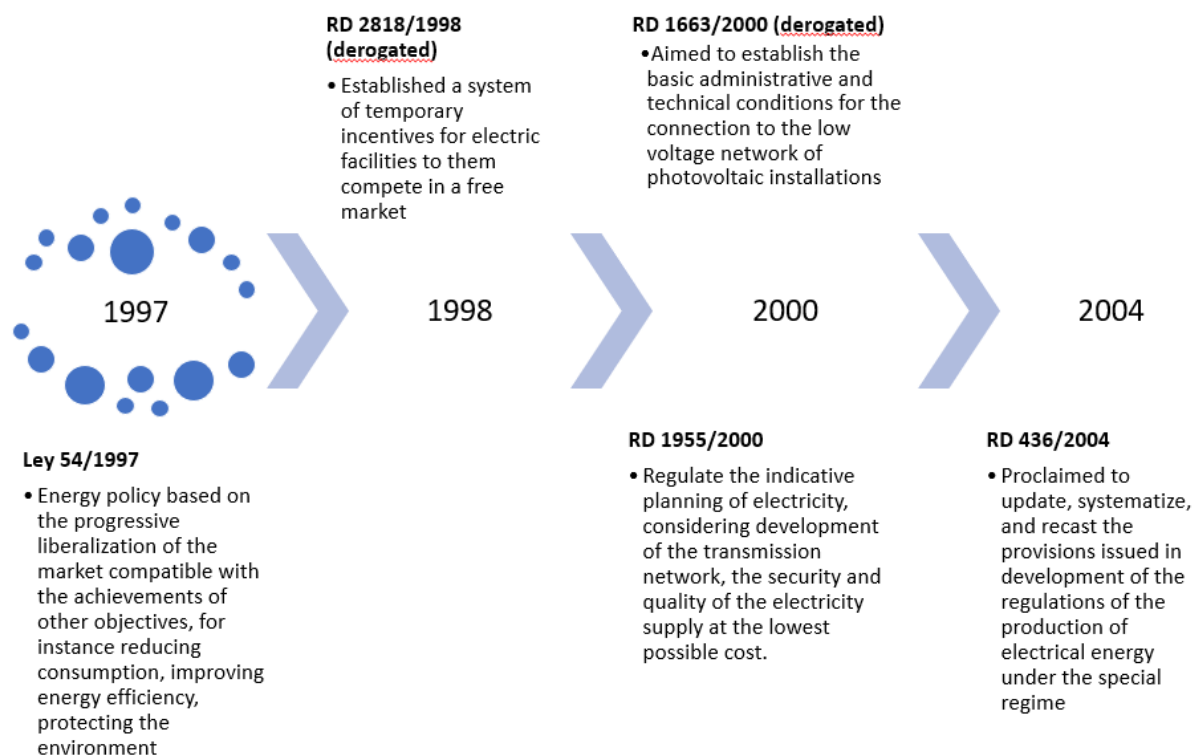 RD 2818/1998
(derogated)
• Established a system
of temporary
incentives for electric
facilities to them
compete in a free
market
RD 1663/2000 (derogated)
•Aimed to establish the
basic administrative and
technical conditions for the
connection to the low
voltage network of
photovoltaic installations
1997
1998
2000
2004
Ley 54/1997
• Energy policy based on
the progressive
liberalization of the
market compatible with
the achievements of
other objectives, for
instance reducing
consumption, improving
energy efficiency,
protecting the
environment
RD 1955/2000
• Regulate the indicative
planning of electricity,
considering development
of the transmission
network, the security and
quality of the electricity
supply at the lowest
possible cost.
RD 436/2004
• Proclaimed to
update, systematize,
and recast the
provisions issued in
development of the
regulations of the
production of
electrical energy
under the special
regime